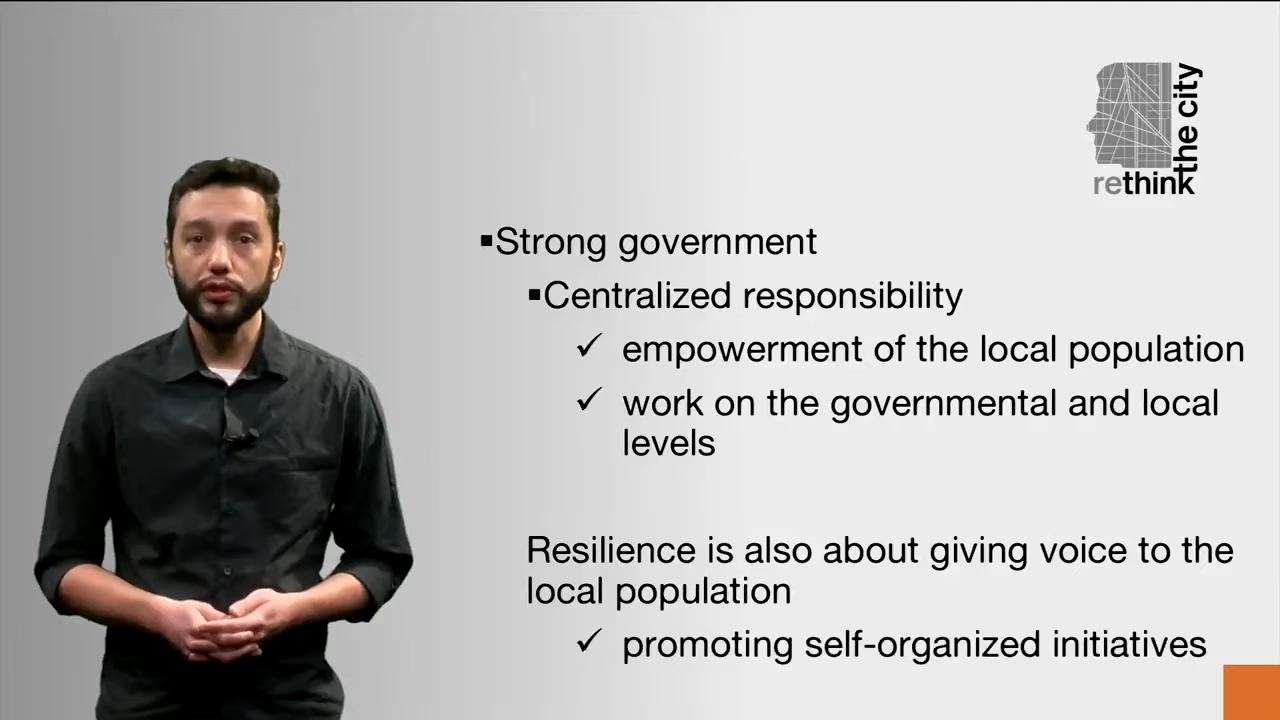 the city
rethink
▪Strong government
▪Centralized responsibility
✓ empowerment of the local population
✓ work on the governmental and local
levels
Resilience is also about giving voice to the
local population
✓ promoting self-organized initiatives